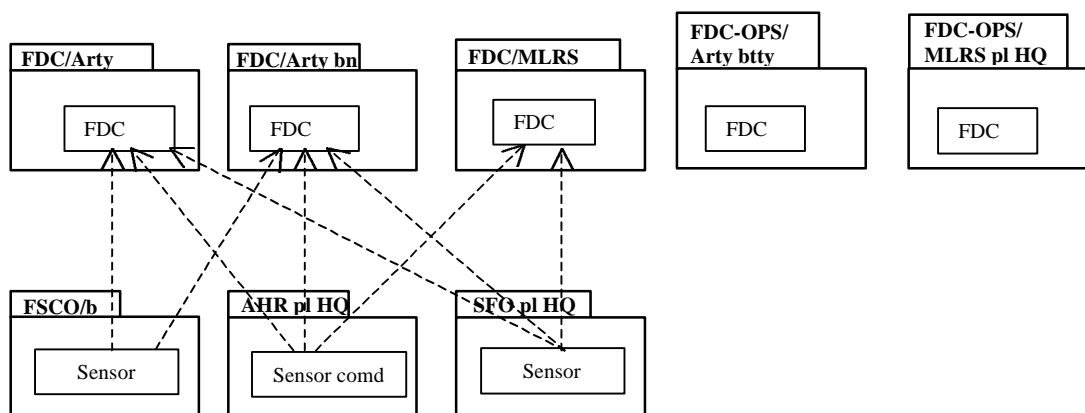 FDC/Arty
FDC
FDC/Arty bn
FDC
FDC/MLRS
FDC
FDC-OPS/
Arty btty
FDC
FDC-OPS/
MLRS pl HQ
FDC
FSCO/b
Sensor
AHR pl HQ
Sensor comd
SFO pl HQ
Sensor